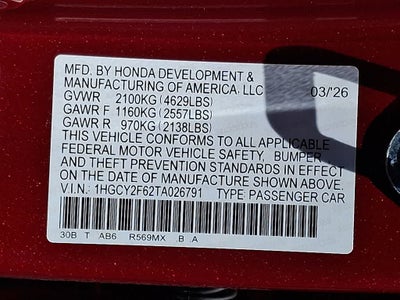 MFD. BY HONDA DEVELOPMENT &
MANUFACTURING OF AMERICA, LLC 03/'26
GVWR 2100KG (4629LBS)
GAWR F 1160KG (2557LBS)
GAWR R 970KG (2138LBS)
THIS VEHICLE CONFORMS TO ALL APPLICABLE
FEDERAL MOTOR VEHICLE SAFETY, BUMPER
AND THEFT PREVENTION STANDARDS IN EFFECT
ON THE DATE OF MANUFACTURE SHOWN ABOVE.
V.I.N.: 1HGCY2F62TA026791 TYPE: PASSENGER CAR
30B T AB6 R569MX B A